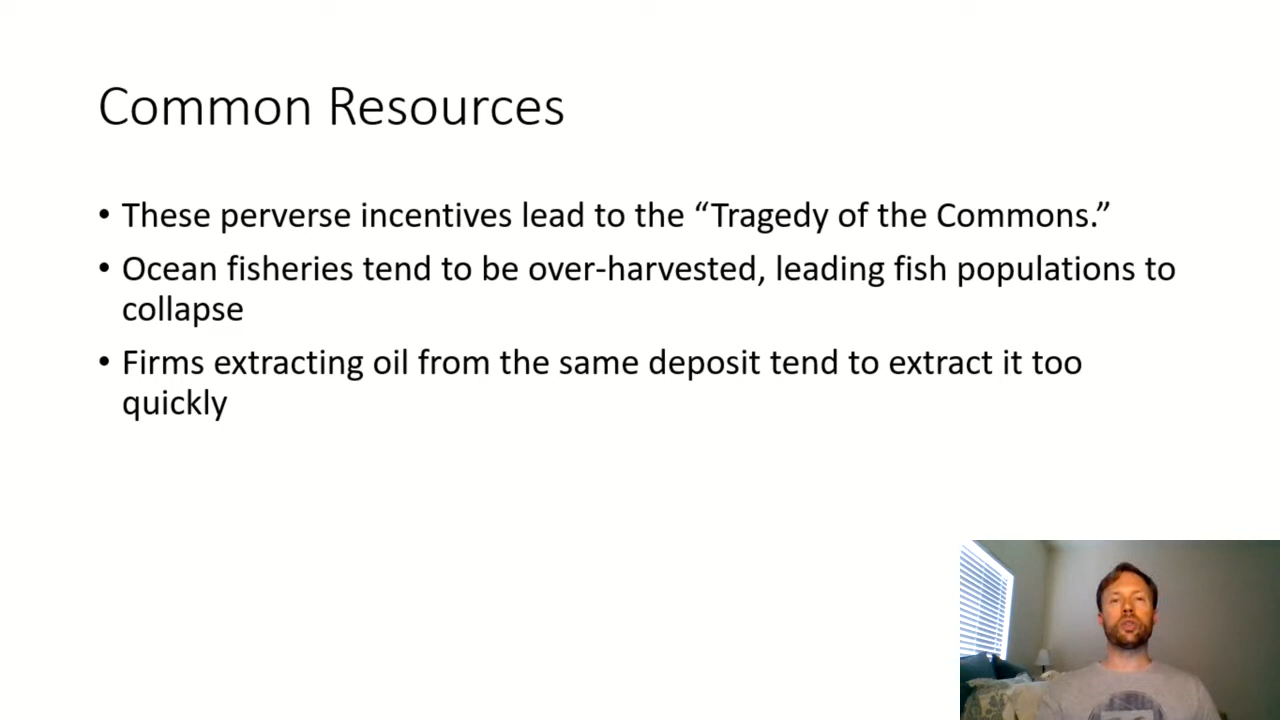 Common Resources
• These perverse incentives lead to the “Tragedy of the Commons.”
• Ocean fisheries tend to be over-harvested, leading fish populations to
collapse
• Firms extracting oil from the same deposit tend to extract it too
quickly